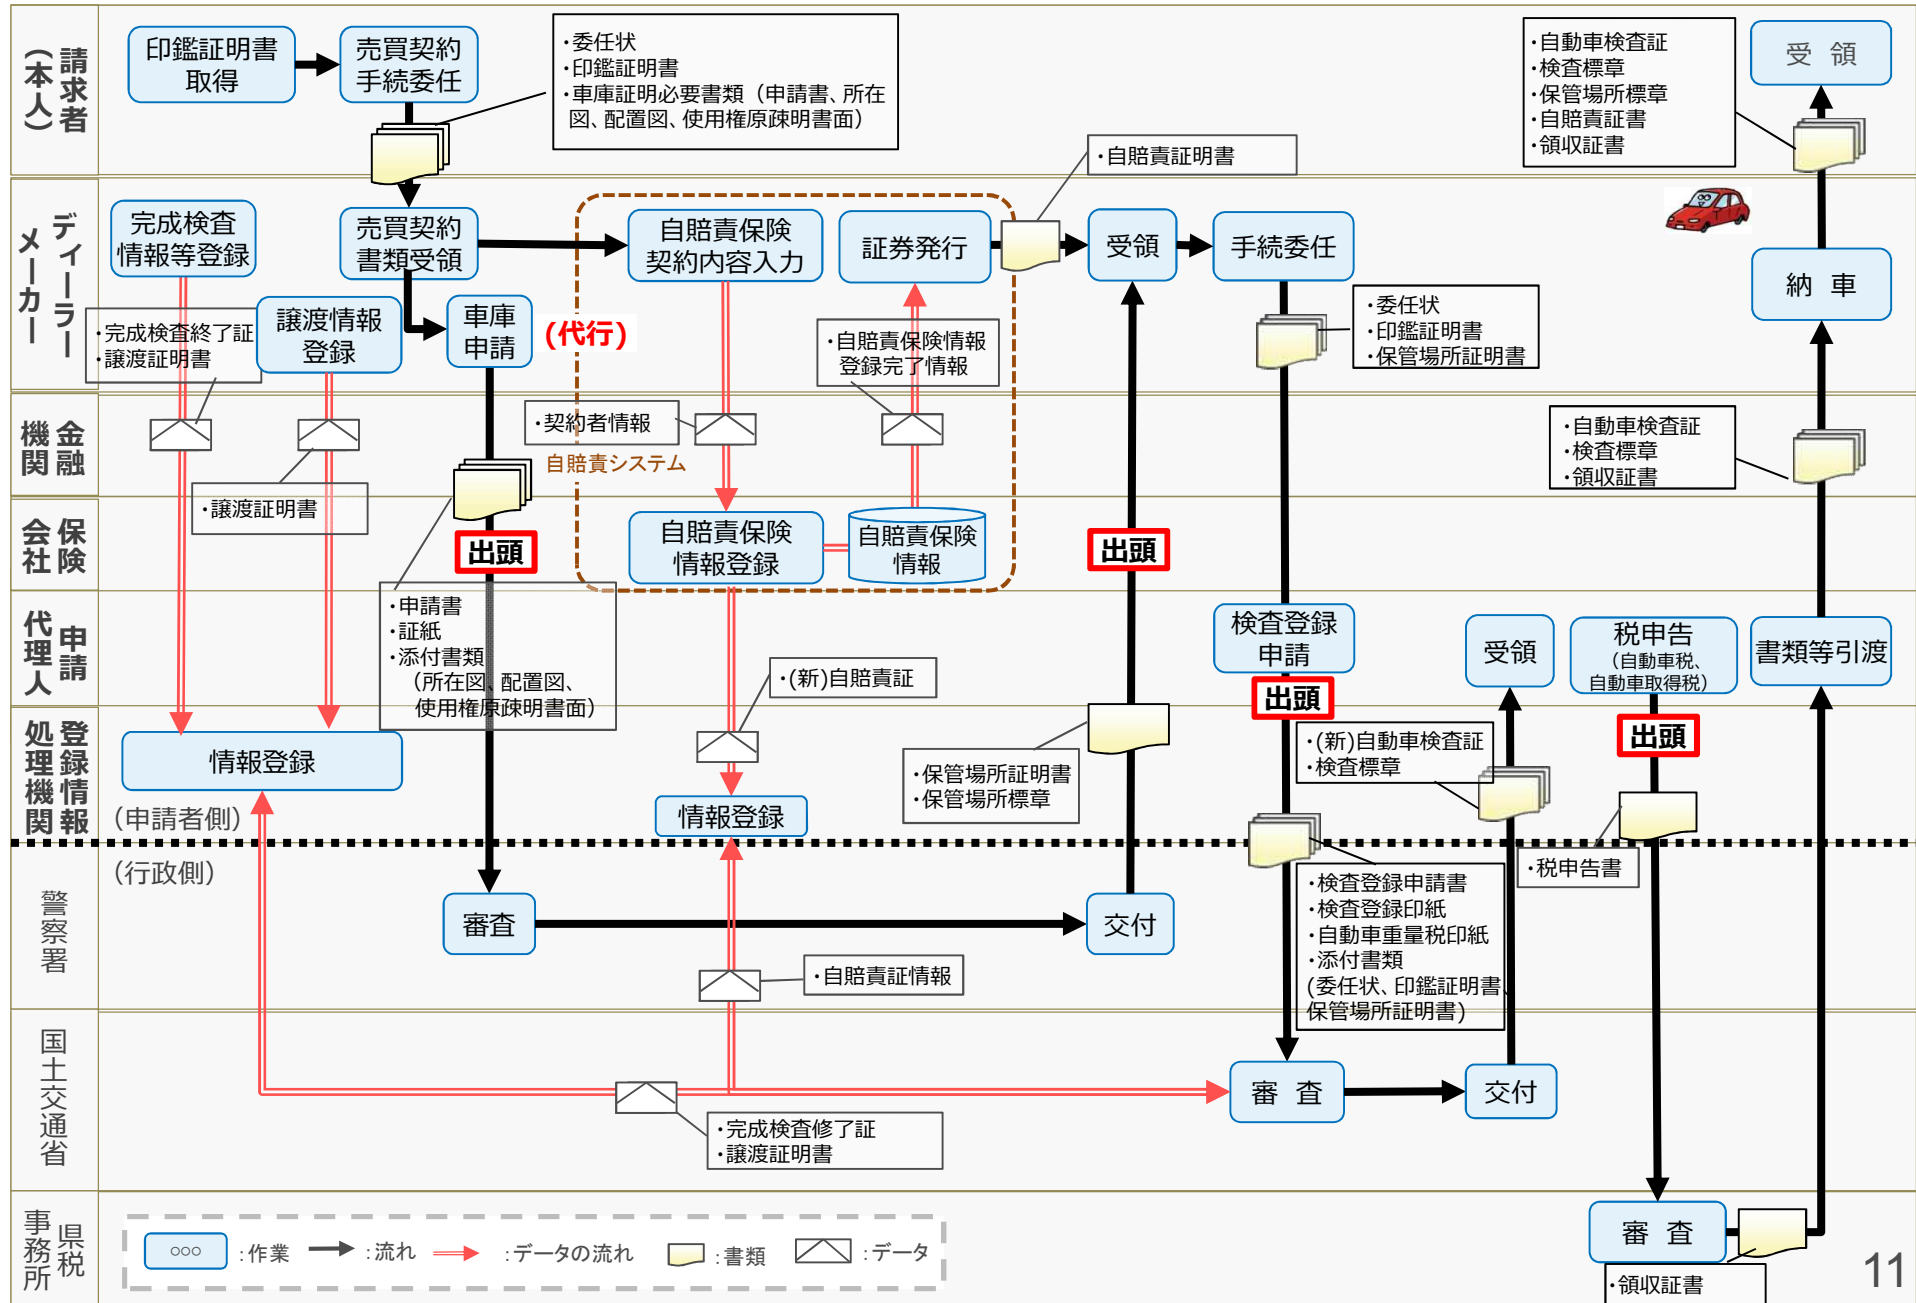 請求者
(本人)
印鑑証明書
取得
売買契約
手続委任
・委任状
・印鑑証明書
・車庫証明必要書類（申請書、所在
図、配置図、使用権原疎明書面）
・自動車検査証
・検査標章
・保管場所標章
・自賠責証書
・領収証書
受 領
・自賠責証明書
ディーラー
メーカー
完成検査
情報等登録
売買契約
書類受領
自賠責保険
契約内容入力
証券発行
受領
手続委任
納 車
・完成検査終了証
・譲渡証明書
譲渡情報
登録
車庫
申請
(代行)
・自賠責保険情報
登録完了情報
・委任状
・印鑑証明書
・保管場所証明書
金融
機関
・契約者情報
自賠責システム
・譲渡証明書
・自動車検査証
・検査標章
・領収証書
保険
会社
出頭
自賠責保険
情報登録
自賠責保険
情報
出頭
申請
代理人
・申請書
・証紙
・添付書類
（所在図、配置図、
使用権原疎明書面）
・(新)自賠責証
検査登録
申請
出頭
受領
税申告
（自動車税、
自動車取得税）
出頭
書類等引渡
登録情報
処理機関
情報登録
(申請者側)
情報登録
・保管場所証明書
・保管場所標章
・(新)自動車検査証
・検査標章
・税申告書
(行政側)
警察署
審査
交付
・自賠責証情報
・検査登録申請書
・検査登録印紙
・自動車重量税印紙
・添付書類
(委任状、印鑑証明書、
保管場所証明書)
国土交通省
審 査
交付
・完成検査修了証
・譲渡証明書
県税
事務所
○○○
:作業
:流れ
:データの流れ
:書類
:データ
審 査
・領収証書
11